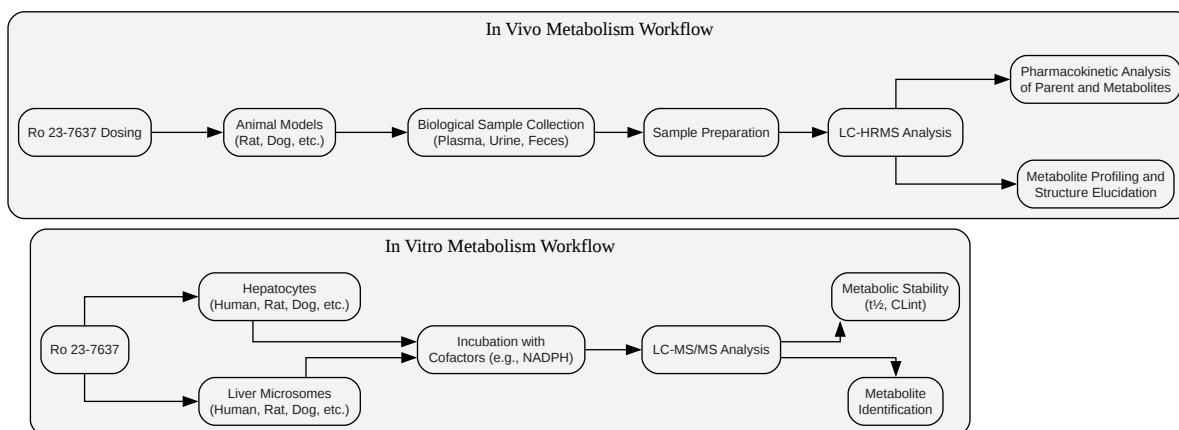 In Vivo Metabolism Workflow
Ro 23-7637 Dosing
Animal Models
(Rat, Dog, etc.)
Biological Sample Collection
(Plasma, Urine, Feces)
Sample Preparation
LC-HRMS Analysis
Pharmacokinetic Analysis
of Parent and Metabolites
Metabolite Profiling and
Structure Elucidation
In Vitro Metabolism Workflow
Ro 23-7637
Hepatocytes
(Human, Rat, Dog, etc.)
Liver Microsomes
(Human, Rat, Dog, etc.)
Incubation with
Cofactors (e.g., NADPH)
LC-MS/MS Analysis
Metabolic Stability
(t½, CLint)
Metabolite
Identification